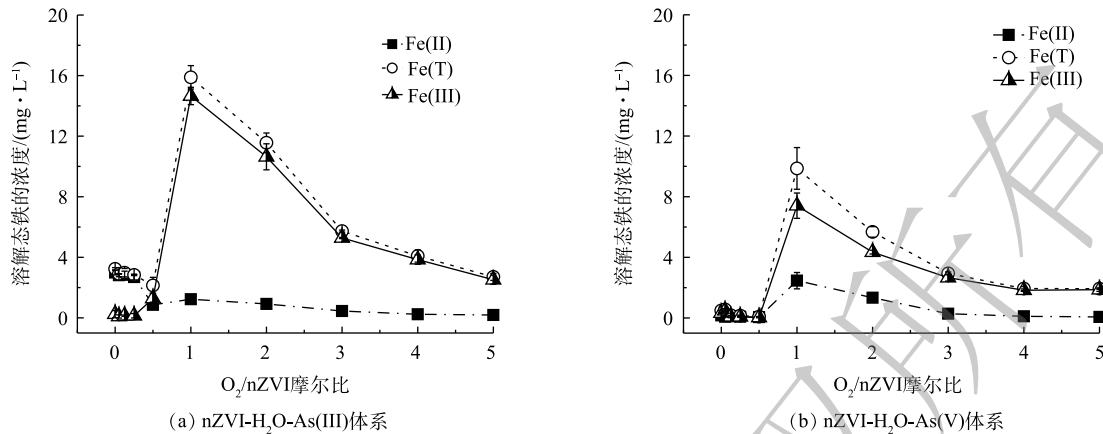 20
16
12
8
4
0
溶解态铁的浓度/(mg·L⁻¹)
Fe(II)
Fe(T)
Fe(III)
0 1 2 3 4 5
O₂/nZVI摩尔比
(a) nZVI-H₂O-As(III)体系
20
16
12
8
4
0
溶解态铁的浓度/(mg·L⁻¹)
Fe(II)
Fe(T)
Fe(III)
0 1 2 3 4 5
O₂/nZVI摩尔比
(b) nZVI-H₂O-As(V)体系
所有